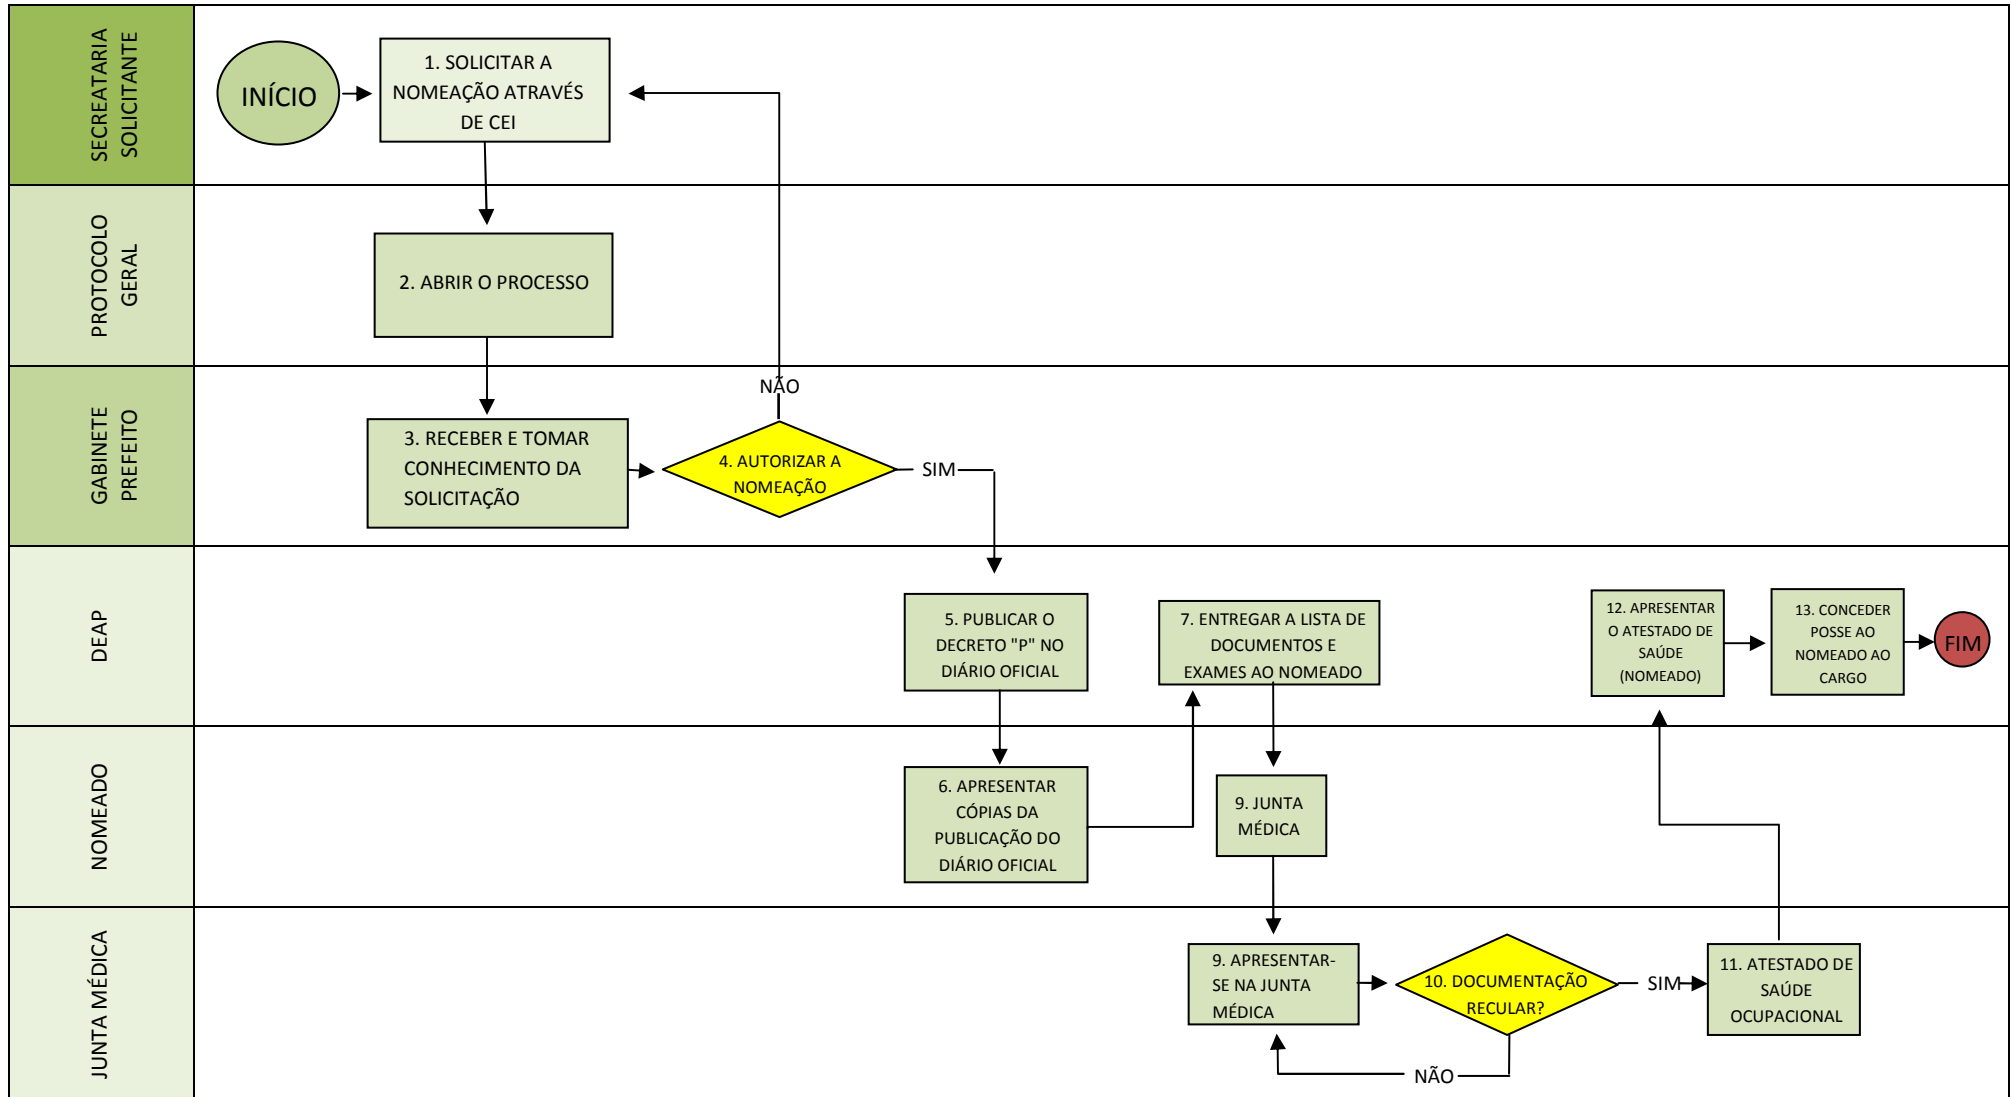 SECREATARIA
SOLICITANTE
INÍCIO
1. SOLICITAR A
NOMEAÇÃO ATRAVÉS
DE CEI
PROTOCOLO
GERAL
2. ABRIR O PROCESSO
GABINETE
PREFEITO
3. RECEBER E TOMAR
CONHECIMENTO DA
SOLICITAÇÃO
NÃO
4. AUTORIZAR A
NOMEAÇÃO
SIM
DEAP
5. PUBLICAR O
DECRETO "P" NO
DIÁRIO OFICIAL
7. ENTREGAR A LISTA DE
DOCUMENTOS E
EXAMES AO NOMEADO
12. APRESENTAR
O ATESTADO DE
SAÚDE
(NOMEADO)
13. CONCEDER
POSSE AO
NOMEADO AO
CARGO
FIM
NOMEADO
6. APRESENTAR
CÓPIAS DA
PUBLICAÇÃO DO
DIÁRIO OFICIAL
9. JUNTA
MÉDICA
JUNTA MÉDICA
9. APRESENTAR-
SE NA JUNTA
MÉDICA
10. DOCUMENTAÇÃO
RECULAR?
SIM
11. ATESTADO DE
SAÚDE
OCUPACIONAL
NÃO